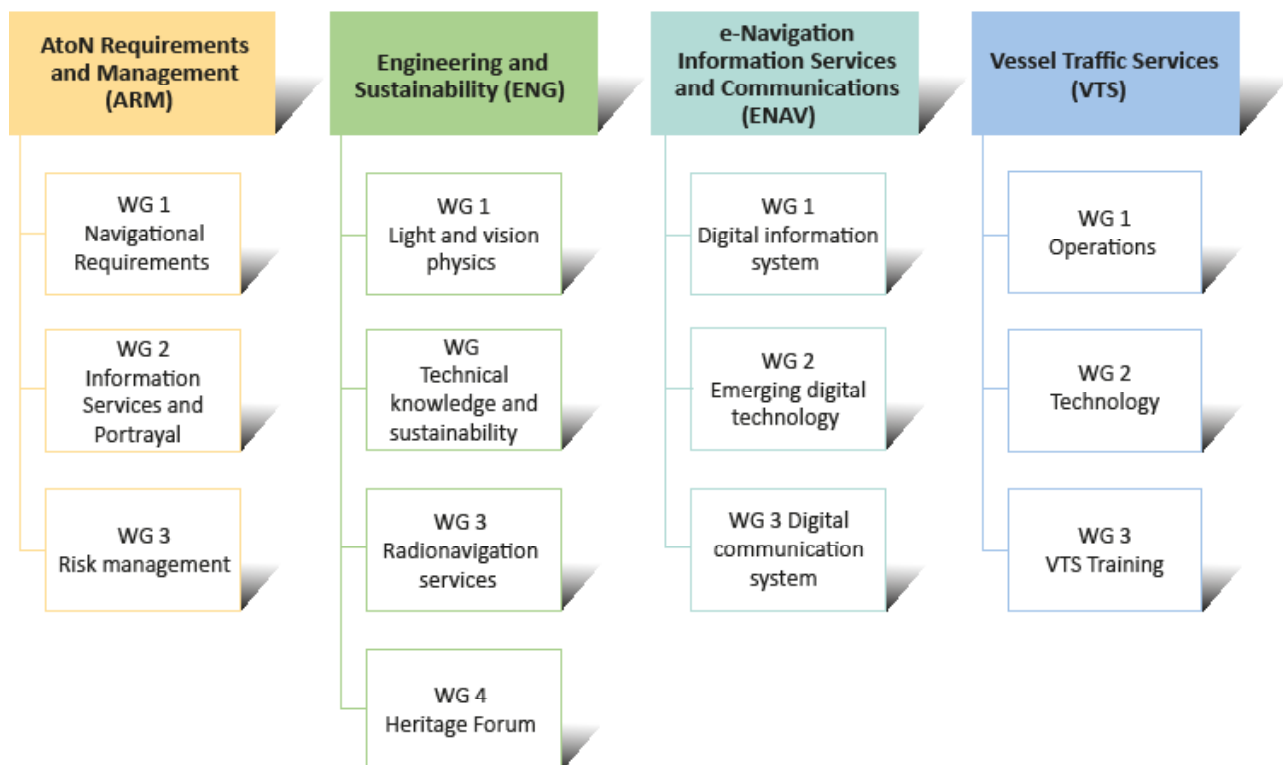 AtoN Requirements
and Management
(ARM)
WG 1
Navigational
Requirements
WG 2
Information
Services and
Portrayal
WG 3
Risk management
Engineering and
Sustainability (ENG)
WG 1
Light and vision
physics
WG
Technical
knowledge and
sustainability
WG 3
Radionavigation
services
WG 4
Heritage Forum
e-Navigation
Information Services
and Communications
(ENAV)
WG 1
Digital information
system
WG 2
Emerging digital
technology
WG 3 Digital
communication
system
Vessel Traffic Services
(VTS)
WG 1
Operations
WG 2
Technology
WG 3
VTS Training